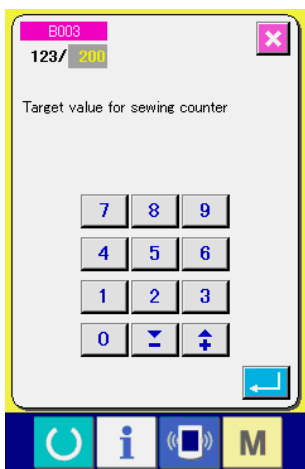 B003
123/ 200
Target value for sewing counter
7 8 9
4 5 6
1 2 3
0 − +
i M